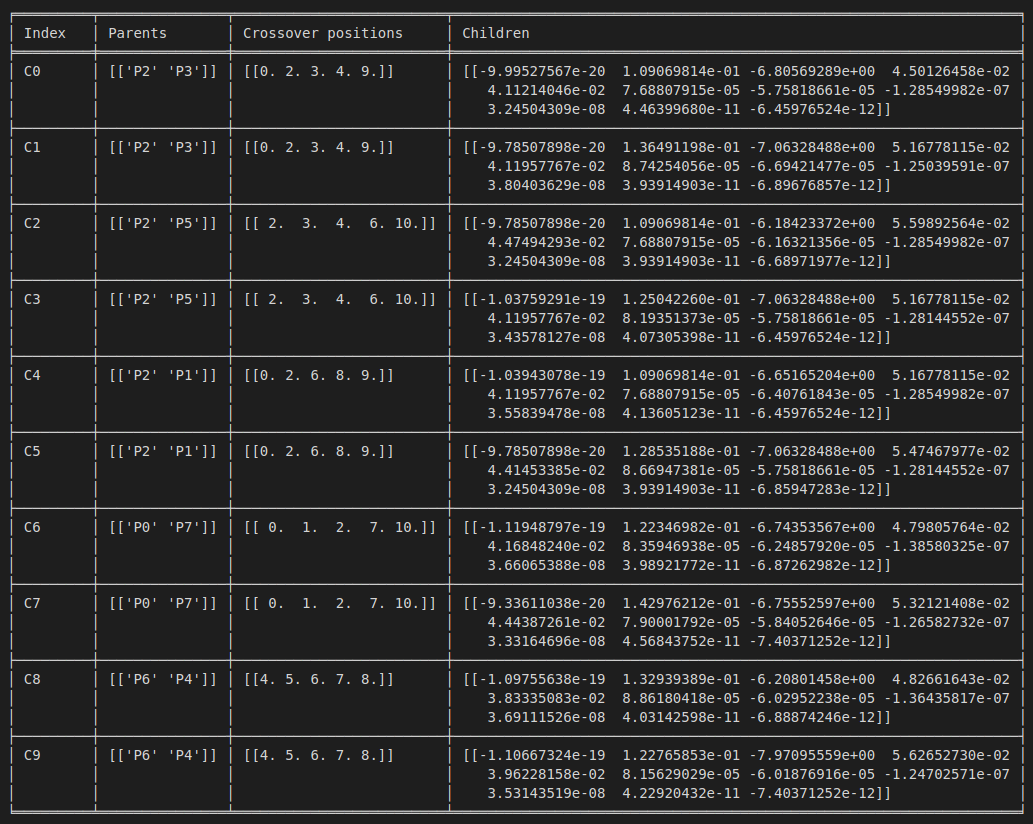 Index Parents Crossover positions Children
C0 [['P2' 'P3']] [[0. 2. 3. 4. 9.]] [[-9.99527567e-20 1.09069814e-01 -6.80569289e+00 4.50126458e-02
4.11214046e-02 7.68807915e-05 -5.75818661e-05 -1.28549982e-07
3.24504309e-08 4.46399680e-11 -6.45976524e-12]]
C1 [['P2' 'P3']] [[0. 2. 3. 4. 9.]] [[-9.78507898e-20 1.36491198e-01 -7.06328488e+00 5.16778115e-02
4.11957767e-02 8.74254056e-05 -6.69421477e-05 -1.25039591e-07
3.80403629e-08 3.93914903e-11 -6.89676857e-12]]
C2 [['P2' 'P5']] [[ 2. 3. 4. 6. 10.]] [[-9.78507898e-20 1.09069814e-01 -6.18423372e+00 5.59892564e-02
4.47494293e-02 7.68807915e-05 -6.16321356e-05 -1.28549982e-07
3.24504309e-08 3.93914903e-11 -6.68971977e-12]]
C3 [['P2' 'P5']] [[ 2. 3. 4. 6. 10.]] [[-1.03759291e-19 1.25042260e-01 -7.06328488e+00 5.16778115e-02
4.11957767e-02 8.19351373e-05 -5.75818661e-05 -1.28144552e-07
3.43578127e-08 4.07305398e-11 -6.45976524e-12]]
C4 [['P2' 'P1']] [[0. 2. 6. 8. 9.]] [[-1.03943078e-19 1.09069814e-01 -6.65165204e+00 5.16778115e-02
4.11957767e-02 7.68807915e-05 -6.40761843e-05 -1.28549982e-07
3.55839478e-08 4.13605123e-11 -6.45976524e-12]]
C5 [['P2' 'P1']] [[0. 2. 6. 8. 9.]] [[-9.78507898e-20 1.28535188e-01 -7.06328488e+00 5.47467977e-02
4.41453385e-02 8.66947381e-05 -5.75818661e-05 -1.28144552e-07
3.24504309e-08 3.93914903e-11 -6.85947283e-12]]
C6 [['P0' 'P7']] [[ 0. 1. 2. 7. 10.]] [[-1.11948797e-19 1.22346982e-01 -6.74353567e+00 4.79805764e-02
4.16848240e-02 8.35946938e-05 -6.24857920e-05 -1.38580325e-07
3.66065388e-08 3.98921772e-11 -6.87262982e-12]]
C7 [['P0' 'P7']] [[ 0. 1. 2. 7. 10.]] [[-9.33611038e-20 1.42976212e-01 -6.75552597e+00 5.32121408e-02
4.44387261e-02 7.90001792e-05 -5.84052646e-05 -1.26582732e-07
3.33164696e-08 4.56843752e-11 -7.40371252e-12]]
C8 [['P6' 'P4']] [[4. 5. 6. 7. 8.]] [[-1.09755638e-19 1.32939389e-01 -6.20801458e+00 4.82661643e-02
3.83335083e-02 8.86180418e-05 -6.02952238e-05 -1.36435817e-07
3.69111526e-08 4.03142598e-11 -6.88874246e-12]]
C9 [['P6' 'P4']] [[4. 5. 6. 7. 8.]] [[-1.10667324e-19 1.22765853e-01 -7.97095559e+00 5.62652730e-02
3.96228158e-02 8.15629029e-05 -6.01876916e-05 -1.24702571e-07
3.53143519e-08 4.22920432e-11 -7.40371252e-12]]